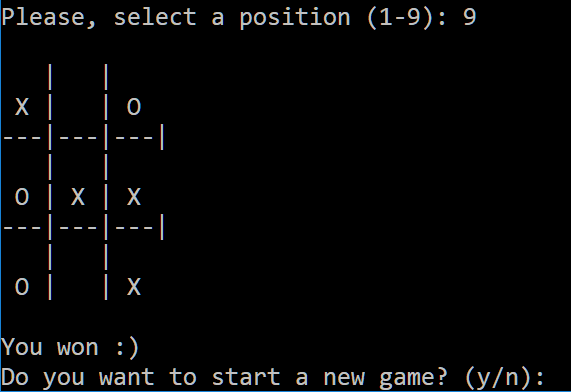 Please, select a position (1-9): 9
   |   |
 X |   | O
---|---|---|
   |   |
 O | X | X
---|---|---|
   |   |
 O |   | X
You won :)
Do you want to start a new game? (y/n):